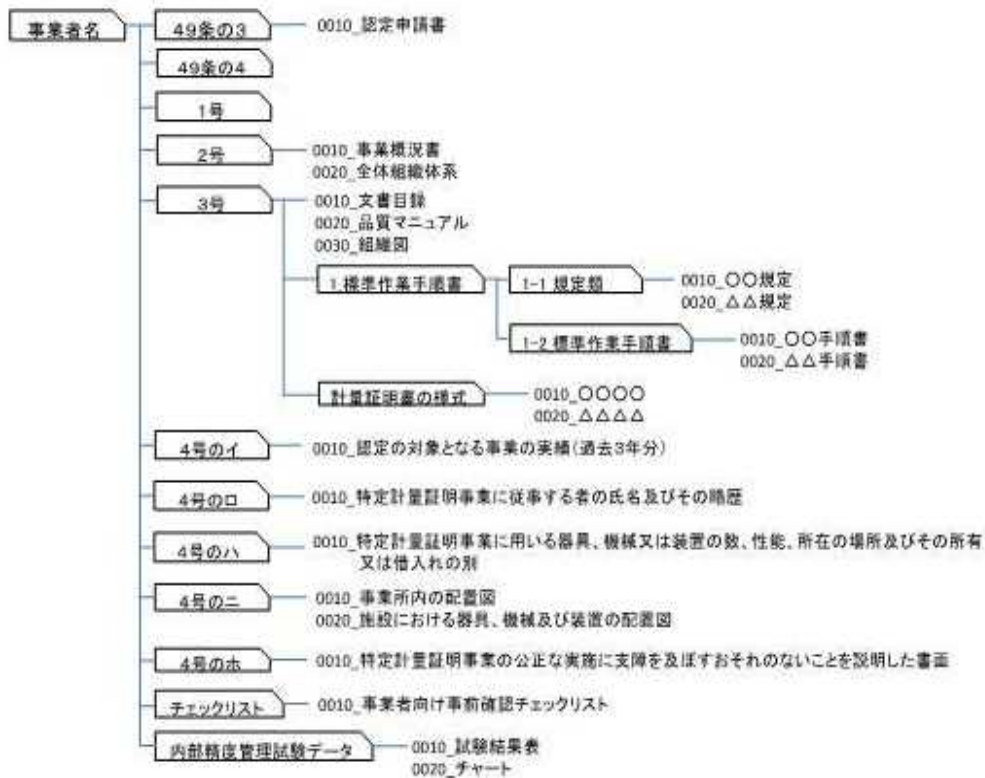 事業者名
49条の3
0010_認定申請書
49条の4
1号
2号
0010_事業概況書
0020_全体組織体系
3号
0010_文書目録
0020_品質マニュアル
0030_組織図
1.標準作業手順書
1-1 規定類
0010_〇〇規定
0020_△△規定
1-2 標準作業手順書
0010_〇〇手順書
0020_△△手順書
計量証明書の様式
0010_〇〇〇〇
0020_△△△△
4号のイ
0010_認定の対象となる事業の実績(過去3年分)
4号のロ
0010_特定計量証明事業に従事する者の氏名及びその略歴
4号のハ
0010_特定計量証明事業に用いる器具、機械又は装置の数、性能、所在の場所及びその所有
又は借入れの別
4号のニ
0010_事業所内の配置図
0020_施設における器具、機械及び装置の配置図
4号のホ
0010_特定計量証明事業の公正な実施に支障を及ぼすおそれのないことを説明した書面
チェックリスト
0010_事業者向け事前確認チェックリスト
内部精度管理試験データ
0010_試験結果表
0020_チャート